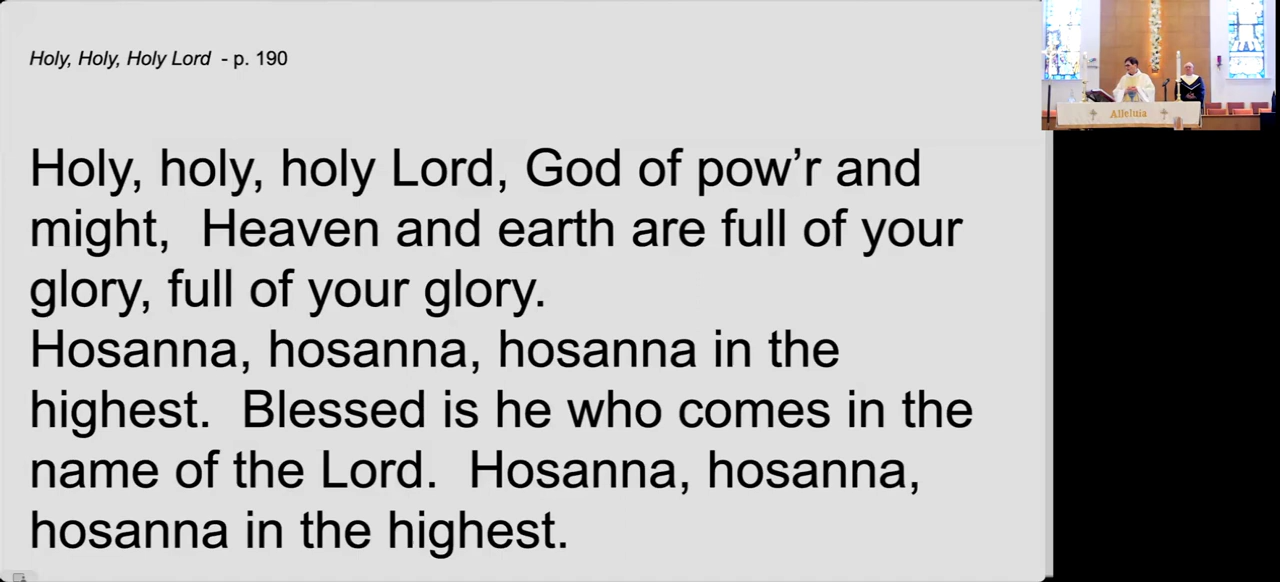 Holy, Holy, Holy Lord - p. 190
Holy, holy, holy Lord, God of pow’r and
might, Heaven and earth are full of your
glory, full of your glory.
Hosanna, hosanna, hosanna in the
highest. Blessed is he who comes in the
name of the Lord. Hosanna, hosanna,
hosanna in the highest.
Alleluia